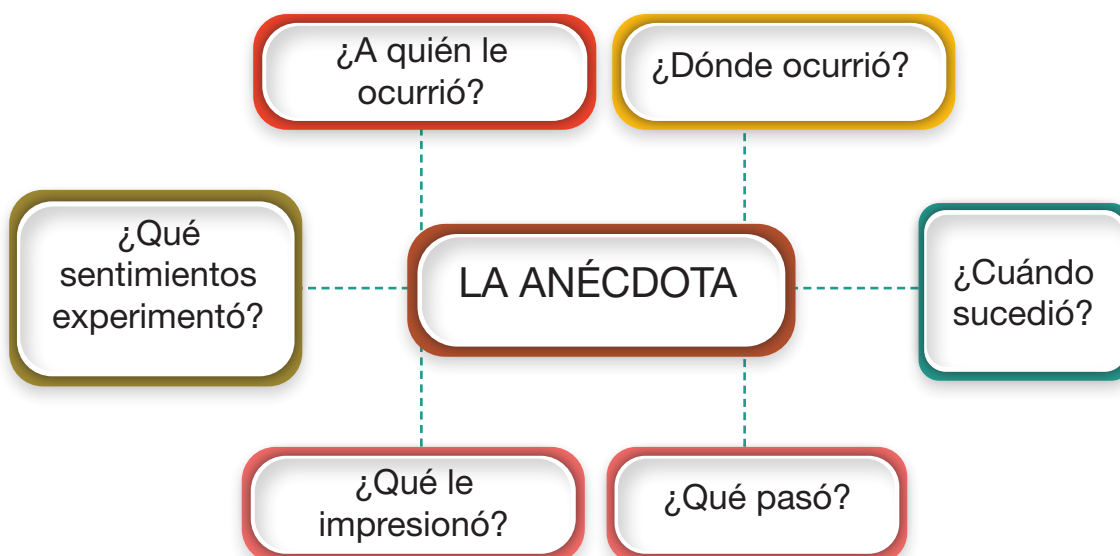 ¿A quién le
ocurrió?
¿Dónde ocurrió?
¿Qué
sentimientos
experimentó?
LA ANÉCDOTA
¿Cuándo
sucedió?
¿Qué le
impresionó?
¿Qué pasó?